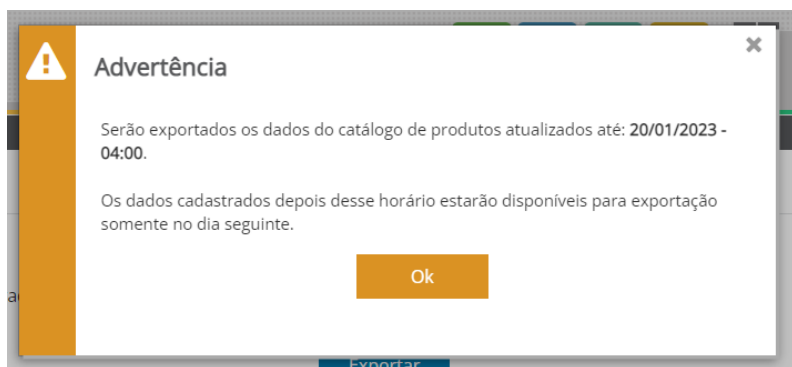 Advertência
Serão exportados os dados do catálogo de produtos atualizados até: 20/01/2023 -
04:00.
Os dados cadastrados depois desse horário estarão disponíveis para exportação
somente no dia seguinte.
Ok
Exportar